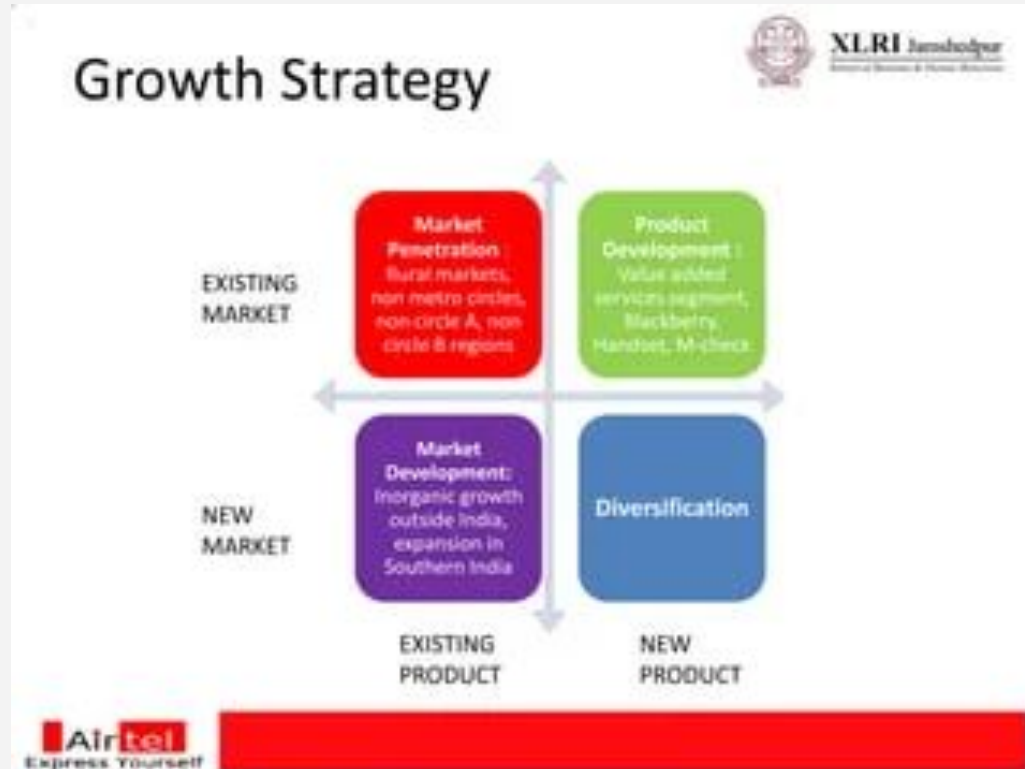 Growth Strategy
XLRI Jamshedpur
EXISTING
MARKET
Market
Penetration :
Rural markets,
non metro circles,
non-circle A, non
circle B regions
Product
Development :
Value added
services segment,
Blackberry
Handset, M-check
NEW
MARKET
Market
Development:
Inorganic growth
outside India,
expansion in
Southern India
Diversification
EXISTING
PRODUCT
NEW
PRODUCT
Airtel
Express Yourself